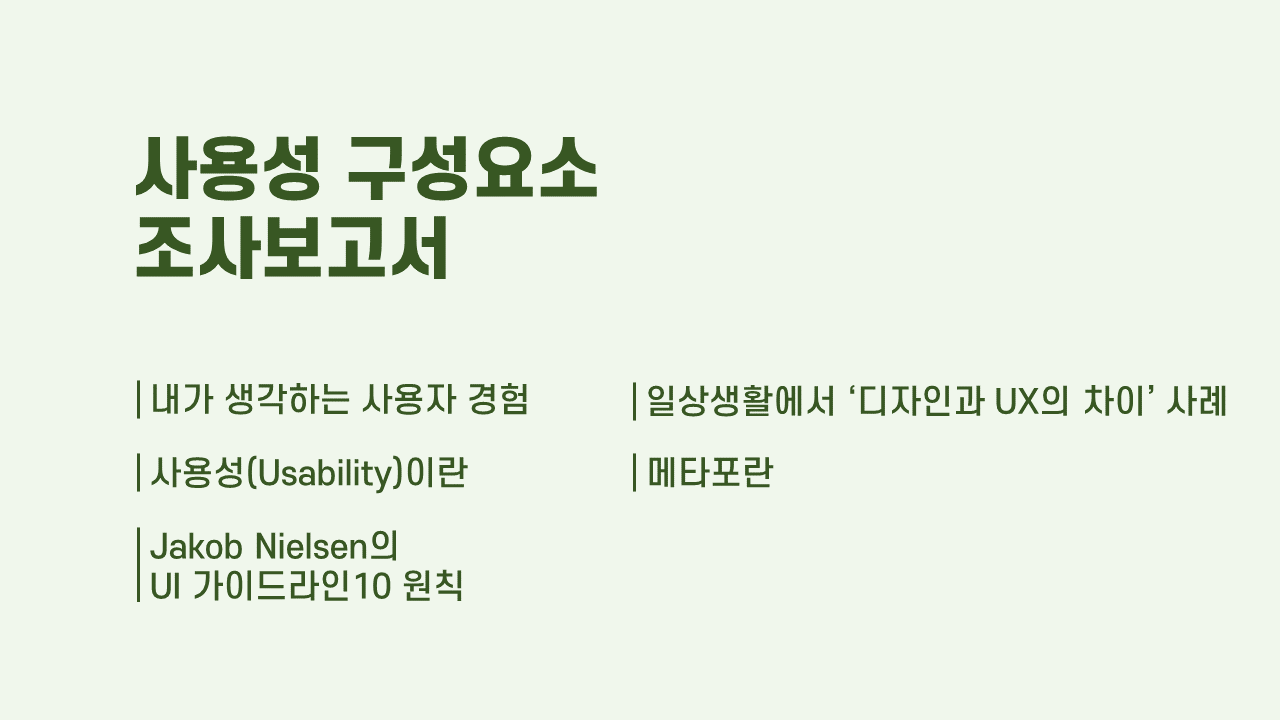 사용성 구성요소
조사보고서
내가 생각하는 사용자 경험
사용성(Usability)이란
Jakob Nielsen의
UI 가이드라인10 원칙
일상생활에서 ‘디자인과 UX의 차이’ 사례
메타포란